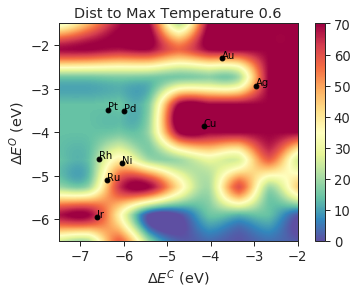 Dist to Max Temperature 0.6
−2
−3
−4
−5
−6
ΔE^O (eV)
Au
Ag
Pt
Pd
Cu
Rh
Ni
Ru
Ir
−7
−6
−5
−4
−3
−2
ΔE^C (eV)
70
60
50
40
30
20
10
0